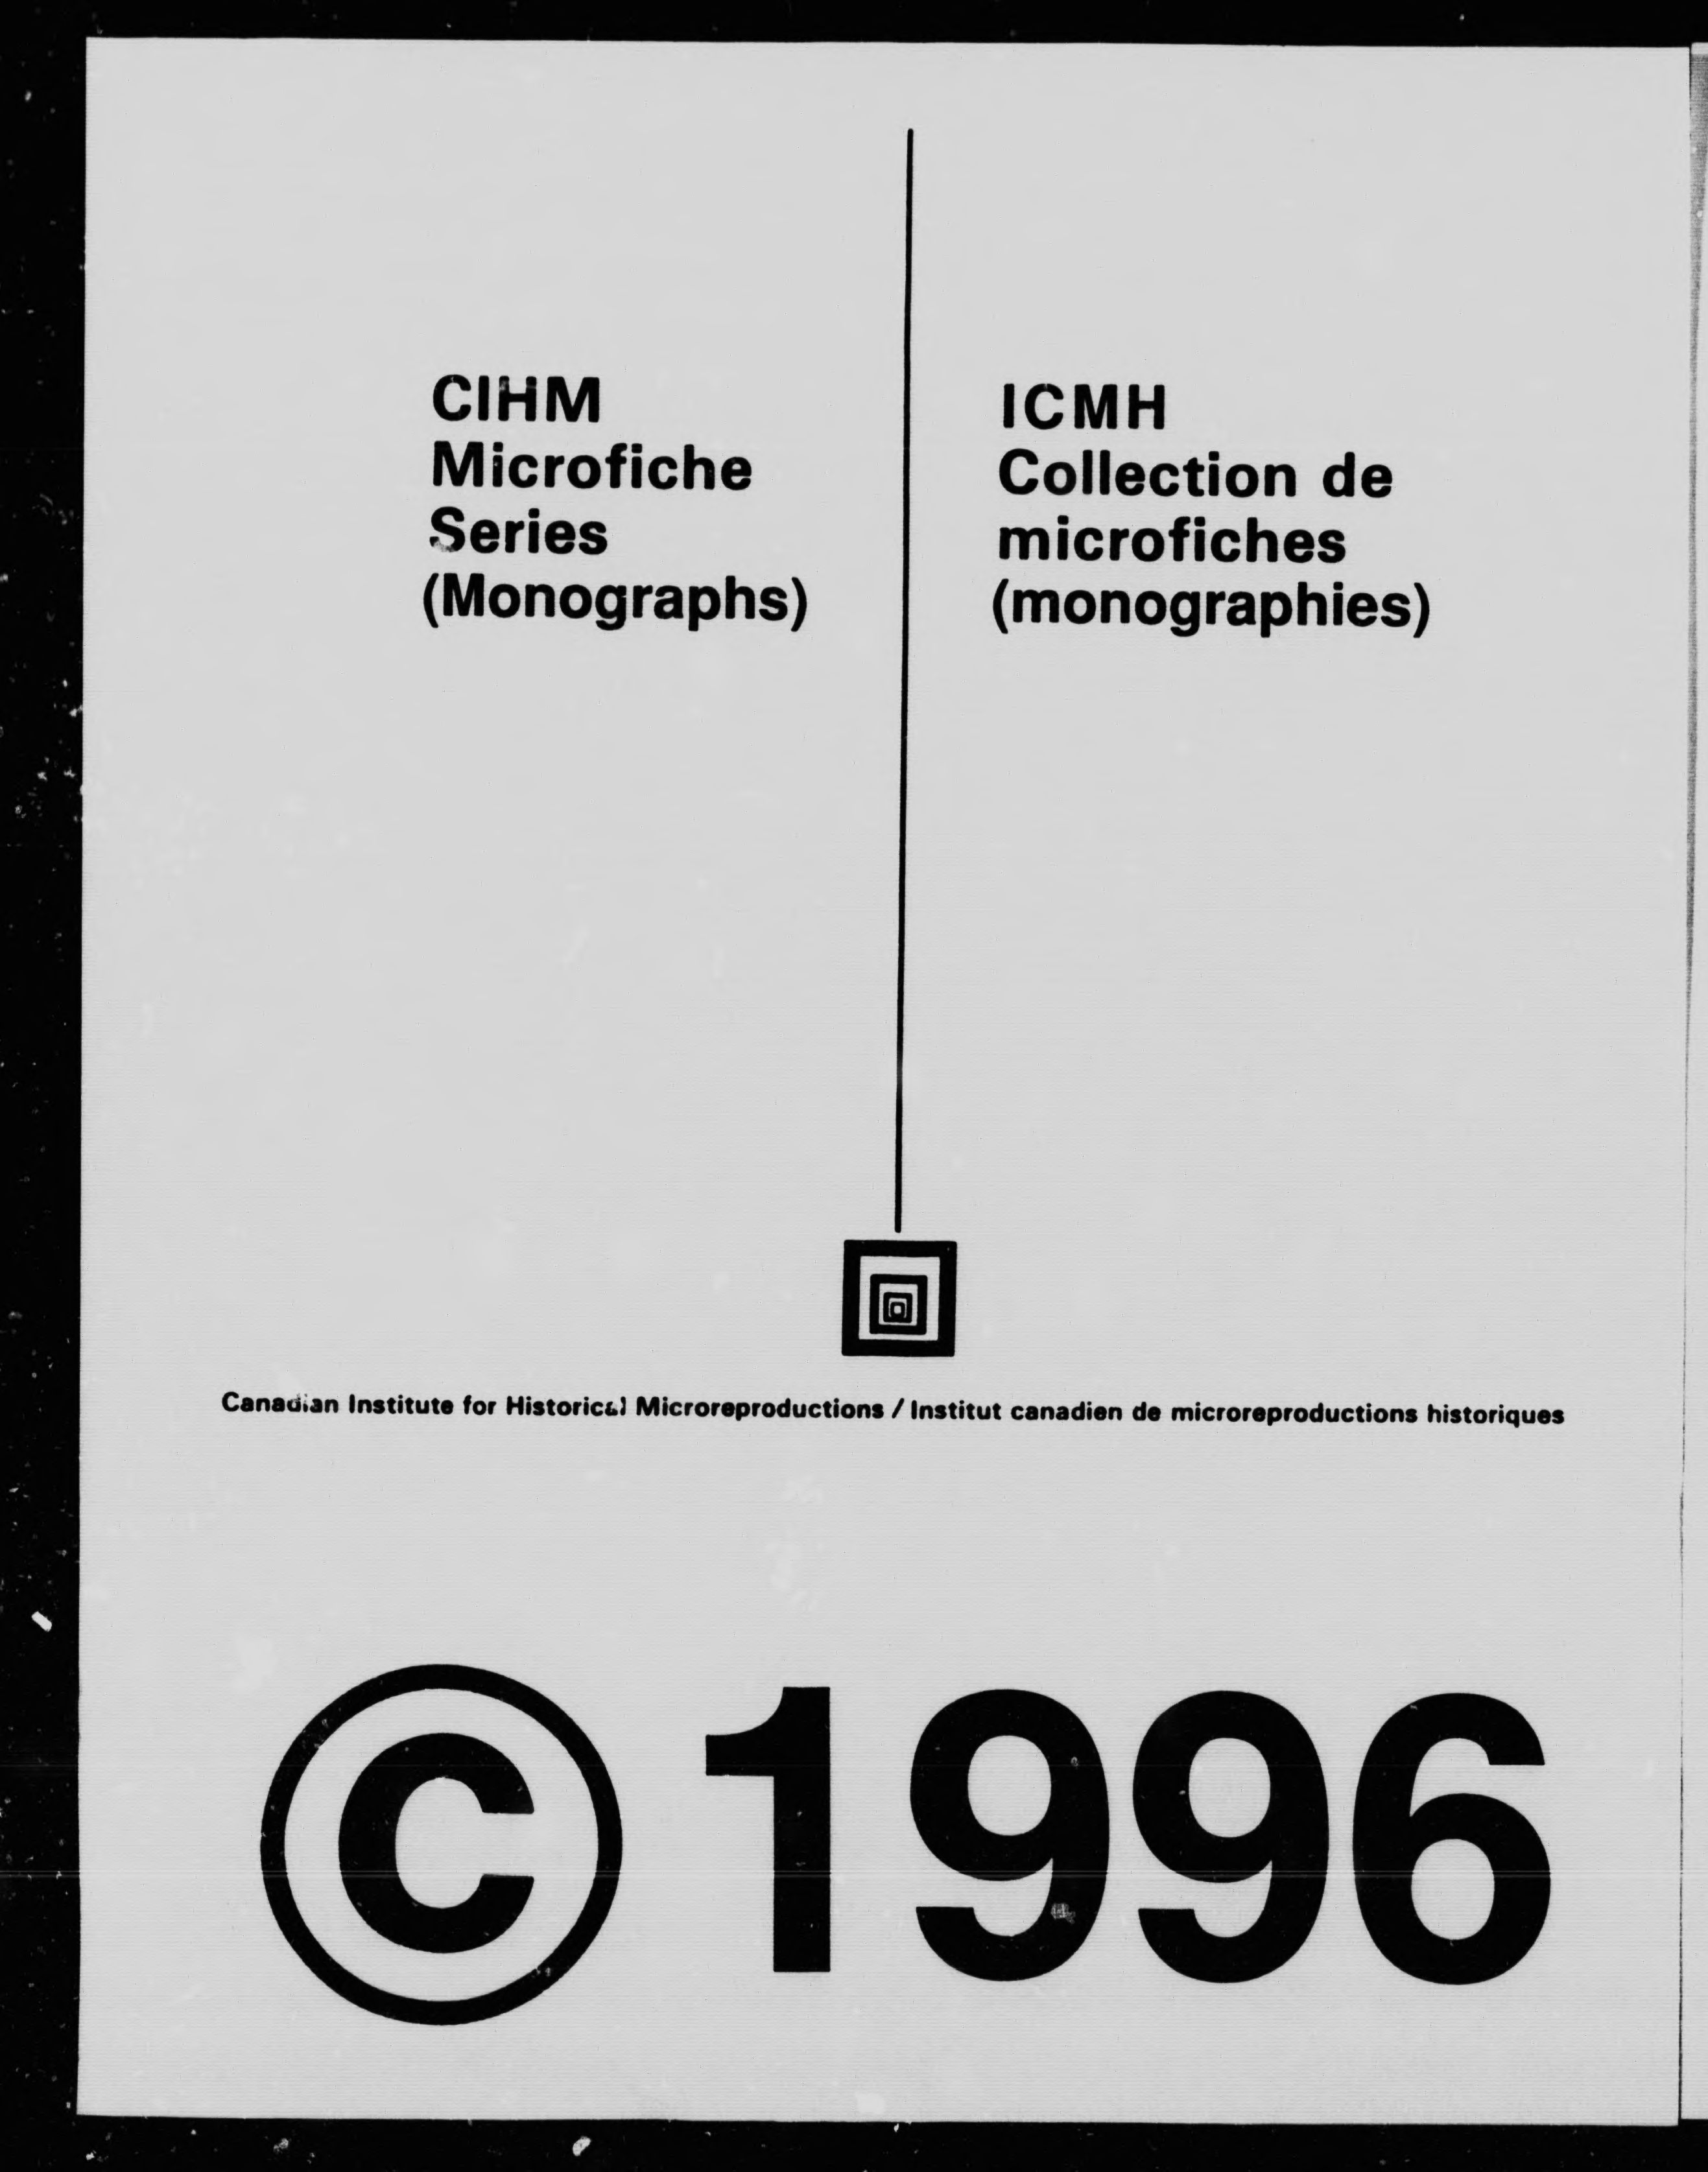 CIHM
Microfiche
Series
(Monographs)
ICMH
Collection de
microfiches
(monographies)
Canadian Institute for Historical Microreproductions / Institut canadien de microreproductions historiques
© 1996